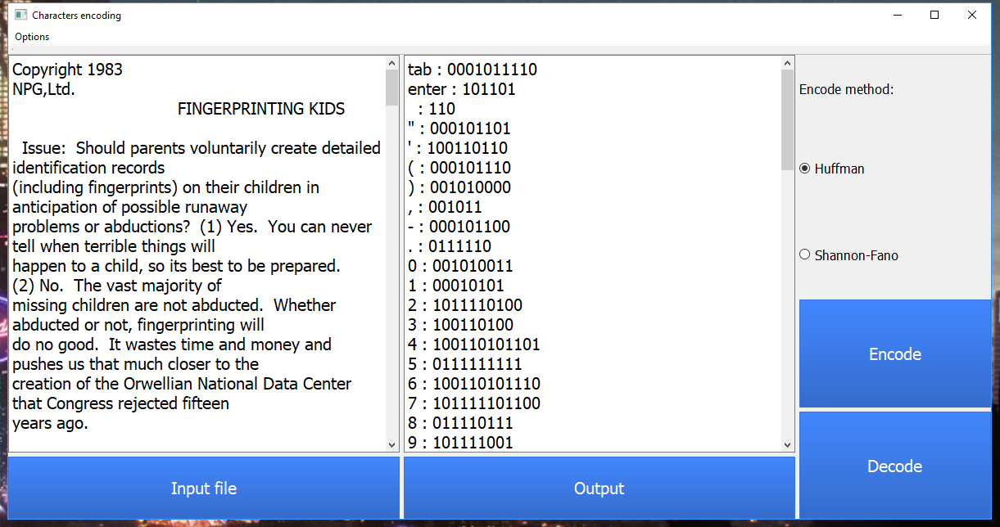 Characters encoding
Options
Copyright 1983
NPG,Ltd.
FINGERPRINTING KIDS
Issue:  Should parents voluntarily create detailed
identification records
(including fingerprints) on their children in
anticipation of possible runaway
problems or abductions?  (1) Yes.  You can never
tell when terrible things will
happen to a child, so its best to be prepared.
(2) No.  The vast majority of
missing children are not abducted.  Whether
abducted or not, fingerprinting will
do no good.  It wastes time and money and
pushes us that much closer to the
creation of the Orwellian National Data Center
that Congress rejected fifteen
years ago.
tab : 0001011110
enter : 101101
  : 110
" : 000101101
' : 100110110
( : 000101110
) : 001010000
, : 001011
- : 000101100
. : 0111110
0 : 001010011
1 : 00010101
2 : 1011110100
3 : 100110100
4 : 100110101101
5 : 0111111111
6 : 100110101110
7 : 101111101100
8 : 011110111
9 : 101111001
Encode method:
Huffman
Shannon-Fano
Encode
Decode
Input file
Output